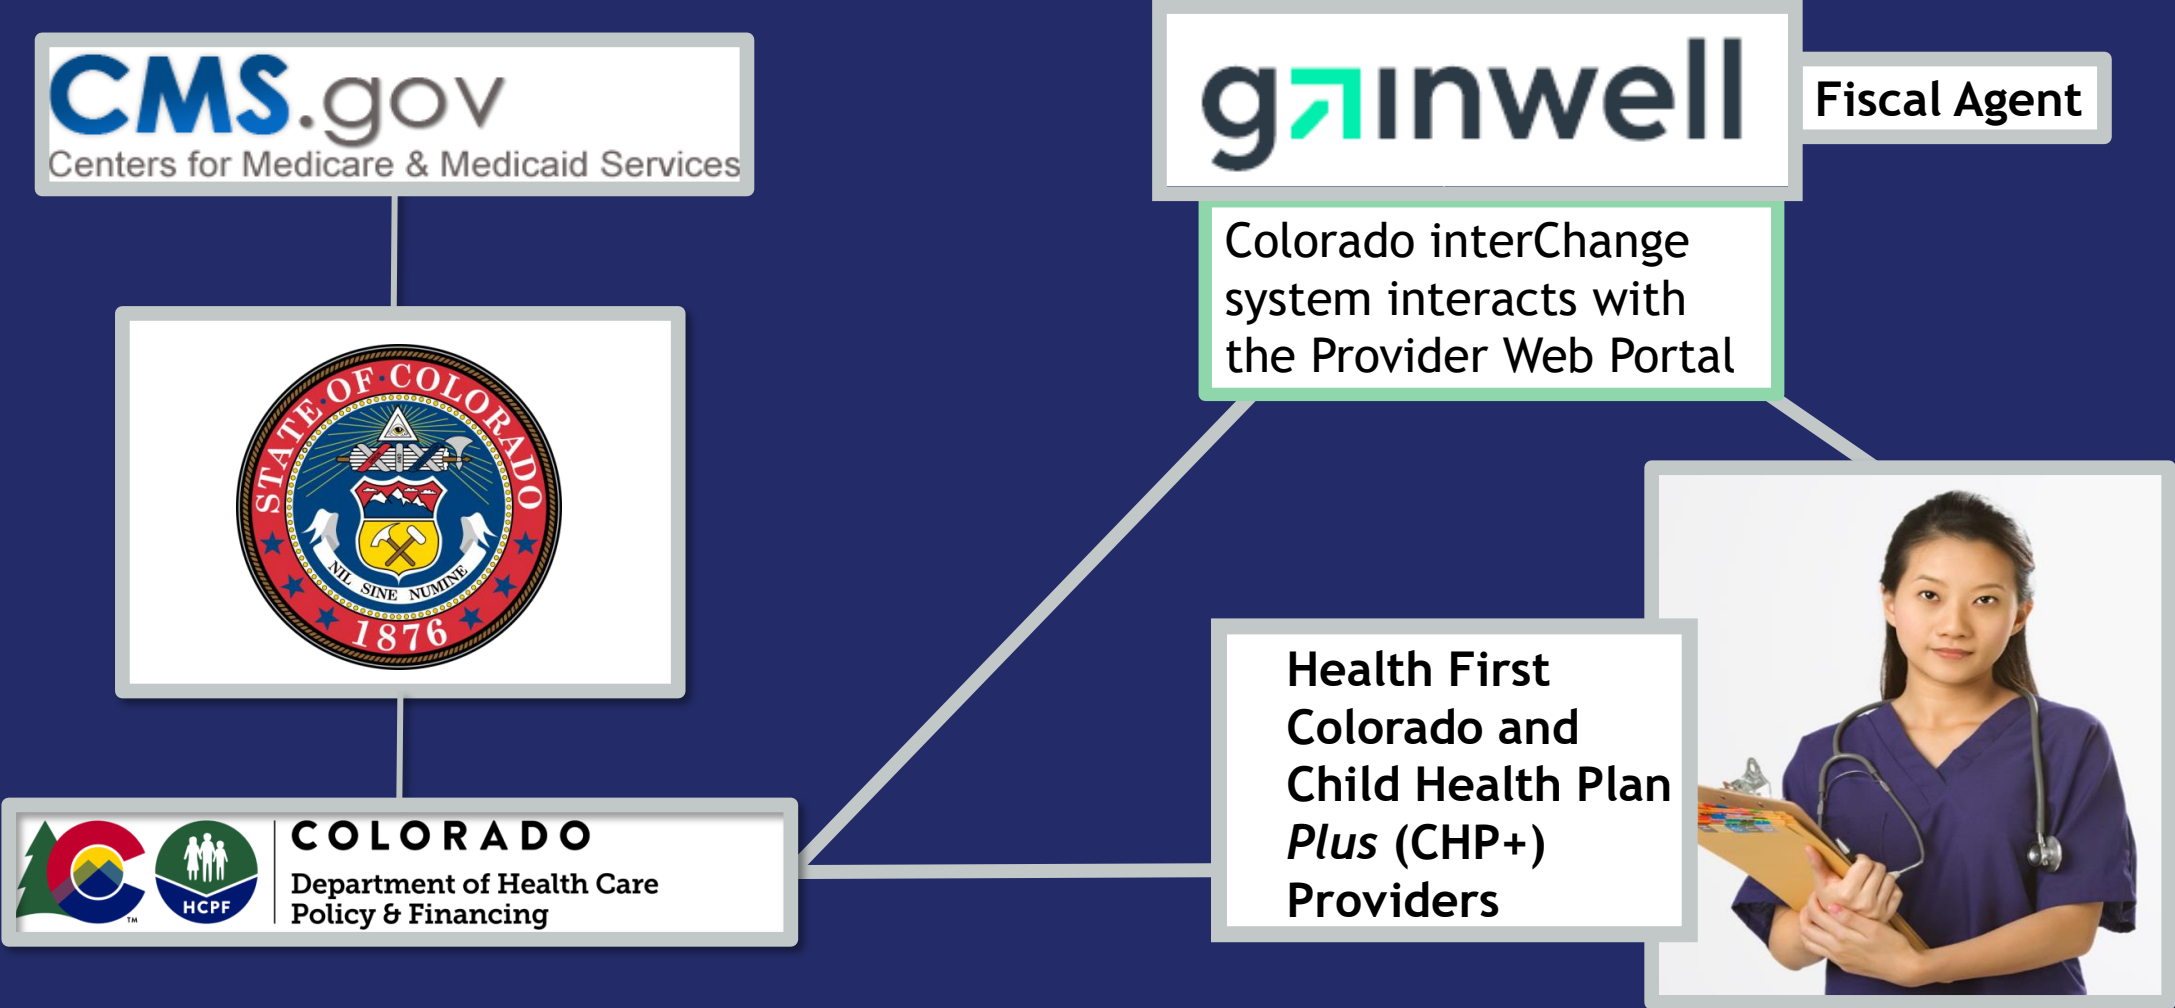 CMS.gov
Centers for Medicare & Medicaid Services
gainwell
Fiscal Agent
Colorado interChange
system interacts with
the Provider Web Portal
STATE OF COLORADO
NIL SINE NUMINE
1876
Health First
Colorado and
Child Health Plan
Plus (CHP+)
Providers
HCPF
TM
COLORADO
Department of Health Care
Policy & Financing